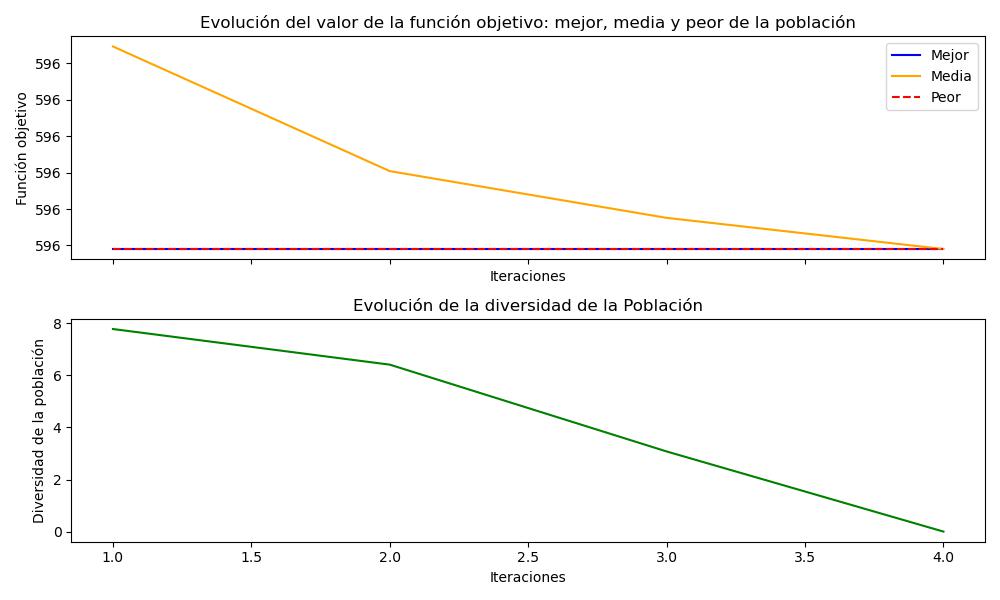 Evolución del valor de la función objetivo: mejor, media y peor de la población
Función objetivo
596
596
596
596
596
596
Mejor
Media
Peor
Iteraciones
Evolución de la diversidad de la Población
Diversidad de la población
8
6
4
2
0
1.0 1.5 2.0 2.5 3.0 3.5 4.0
Iteraciones